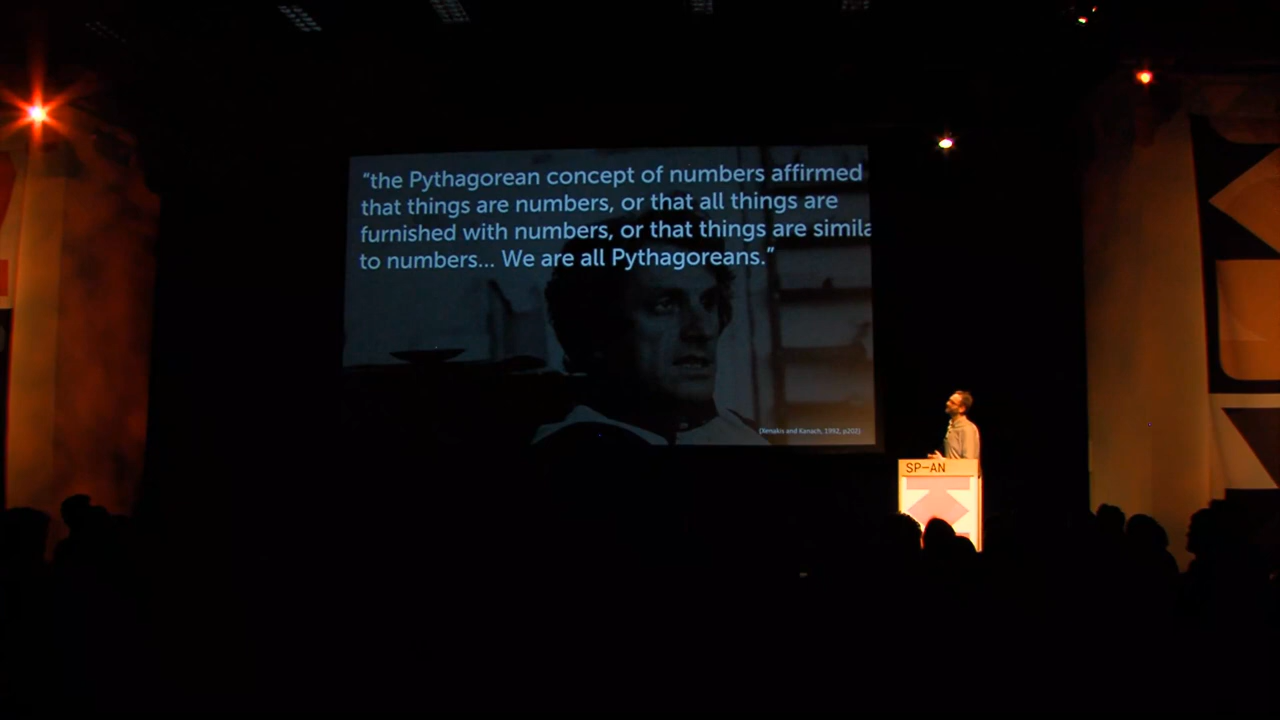 “the Pythagorean concept of numbers affirmed
that things are numbers, or that all things are
furnished with numbers, or that things are simila
to numbers... We are all Pythagoreans.”
(Xenakis and Kanach, 1992, p202)
SP–AN